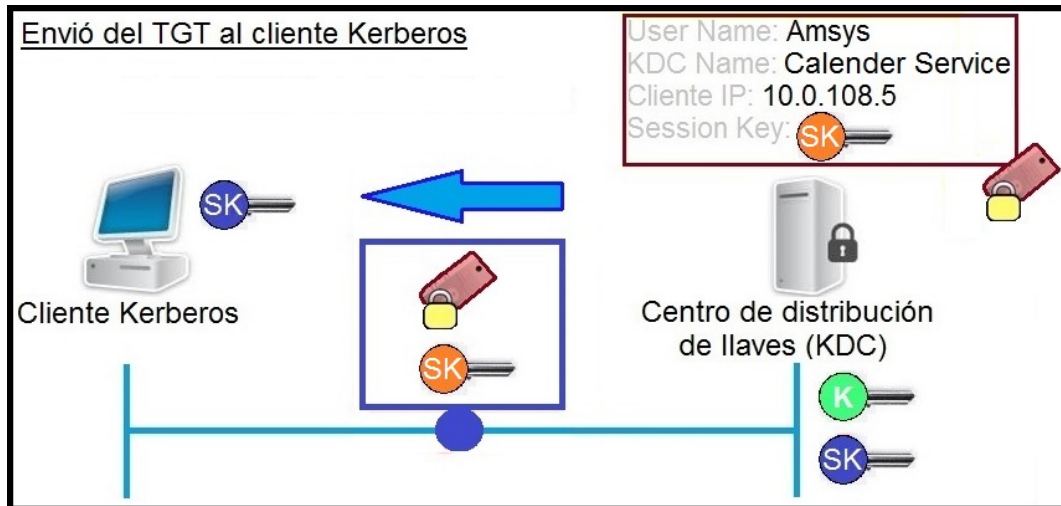 Envió del TGT al cliente Kerberos
User Name: Amsys
KDC Name: Calender Service
Cliente IP: 10.0.108.5
Session Key:
SK
SK
Cliente Kerberos
Centro de distribución
de llaves (KDC)
SK
K
SK